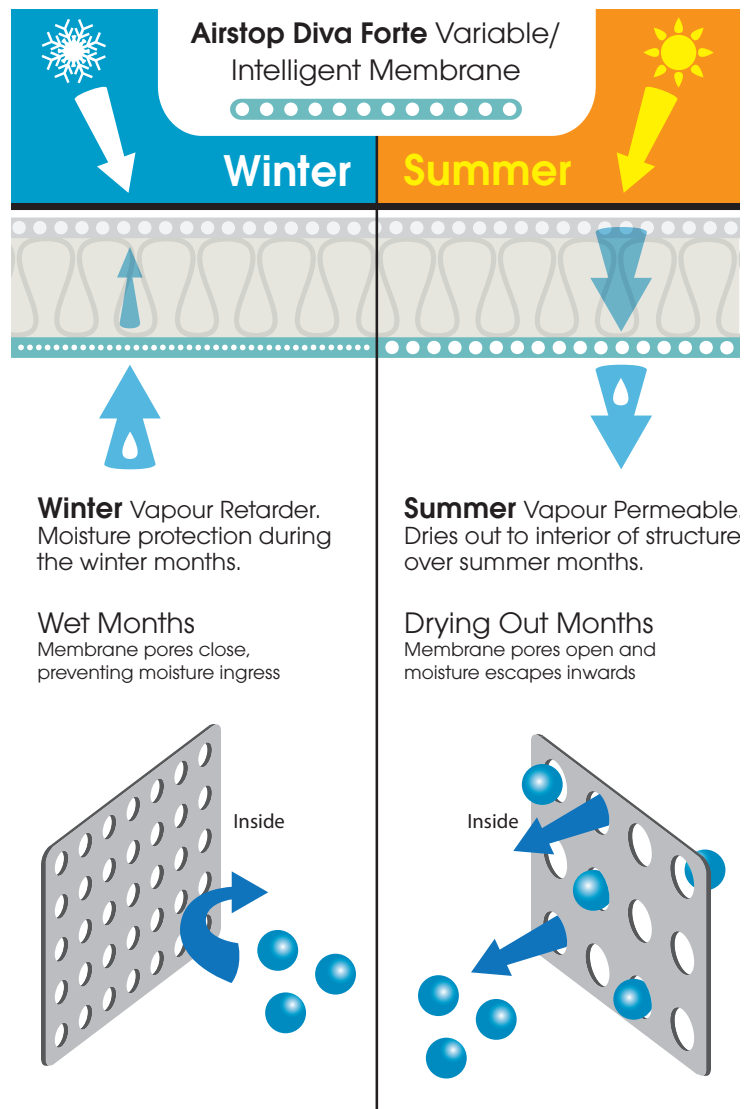 Airstop Diva Forte Variable/
Intelligent Membrane
Winter
Summer
Winter Vapour Retarder.
Moisture protection during
the winter months.
Wet Months
Membrane pores close,
preventing moisture ingress
Inside
Summer Vapour Permeable.
Dries out to interior of structure
over summer months.
Drying Out Months
Membrane pores open and
moisture escapes inwards
Inside